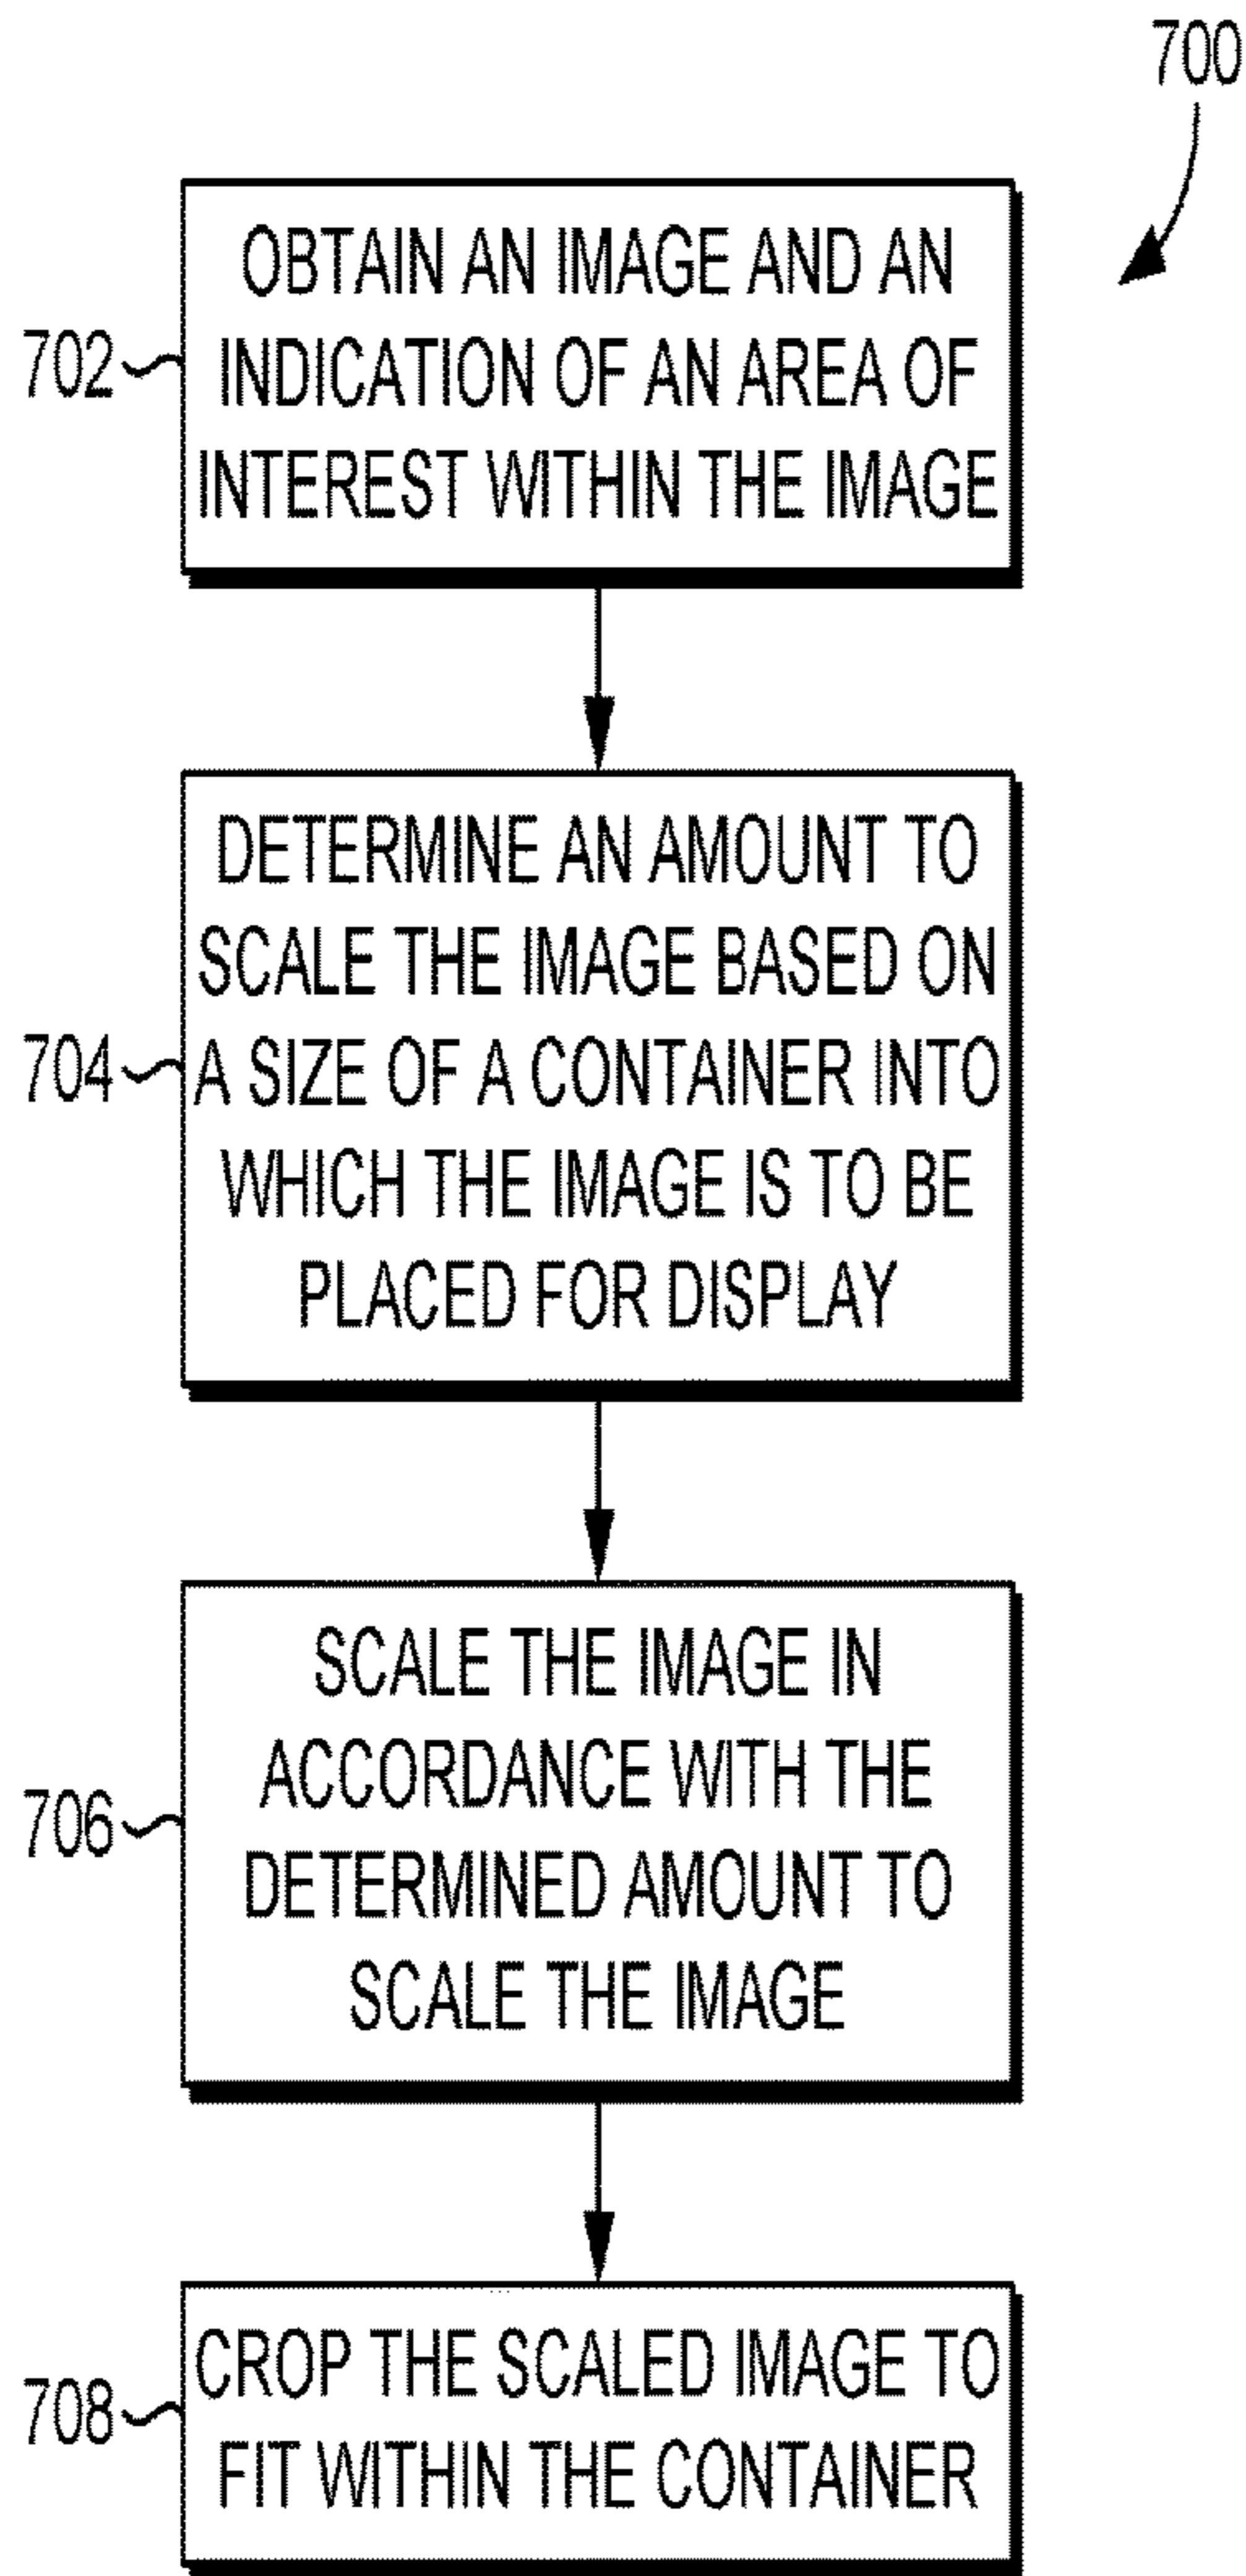 700
OBTAIN AN IMAGE AND AN
INDICATION OF AN AREA OF
INTEREST WITHIN THE IMAGE
702
DETERMINE AN AMOUNT TO
SCALE THE IMAGE BASED ON
A SIZE OF A CONTAINER INTO
WHICH THE IMAGE IS TO BE
PLACED FOR DISPLAY
704
SCALE THE IMAGE IN
ACCORDANCE WITH THE
DETERMINED AMOUNT TO
SCALE THE IMAGE
706
CROP THE SCALED IMAGE TO
FIT WITHIN THE CONTAINER
708